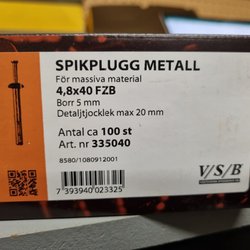 SPIKPLUGG METALL
För massiva material
4,8x40 FZB
Borr 5 mm
Detaljtjocklek max 20 mm
Antal ca 100 st
Art. nr 335040
8580/1080912001
7 393940 023325
V/S/B